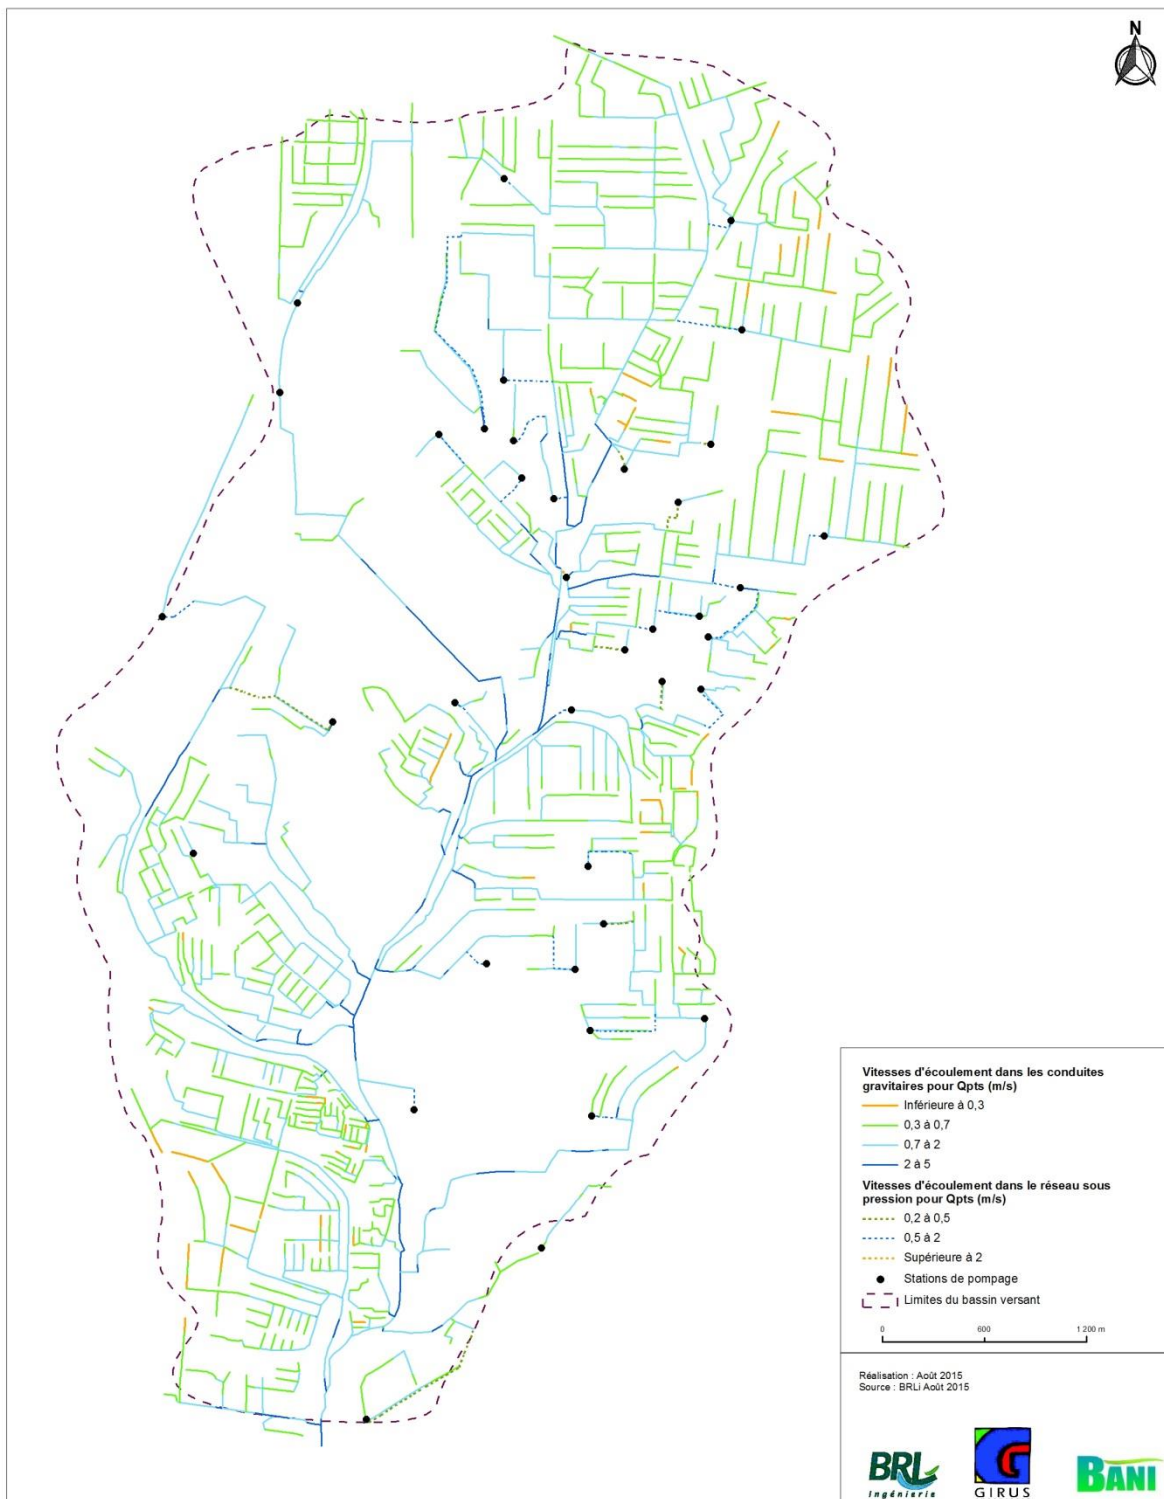 N
Vitesses d'écoulement dans les conduites
gravitaires pour Qpts (m/s)
Inférieure à 0,3
0,3 à 0,7
0,7 à 2
2 à 5
Vitesses d'écoulement dans le réseau sous
pression pour Qpts (m/s)
0,2 à 0,5
0,5 à 2
Supérieure à 2
Stations de pompage
Limites du bassin versant
0 600 1 200 m
Réalisation : Août 2015
Source : BRLi Août 2015
BRL
Ingénierie
GIRUS
BANI